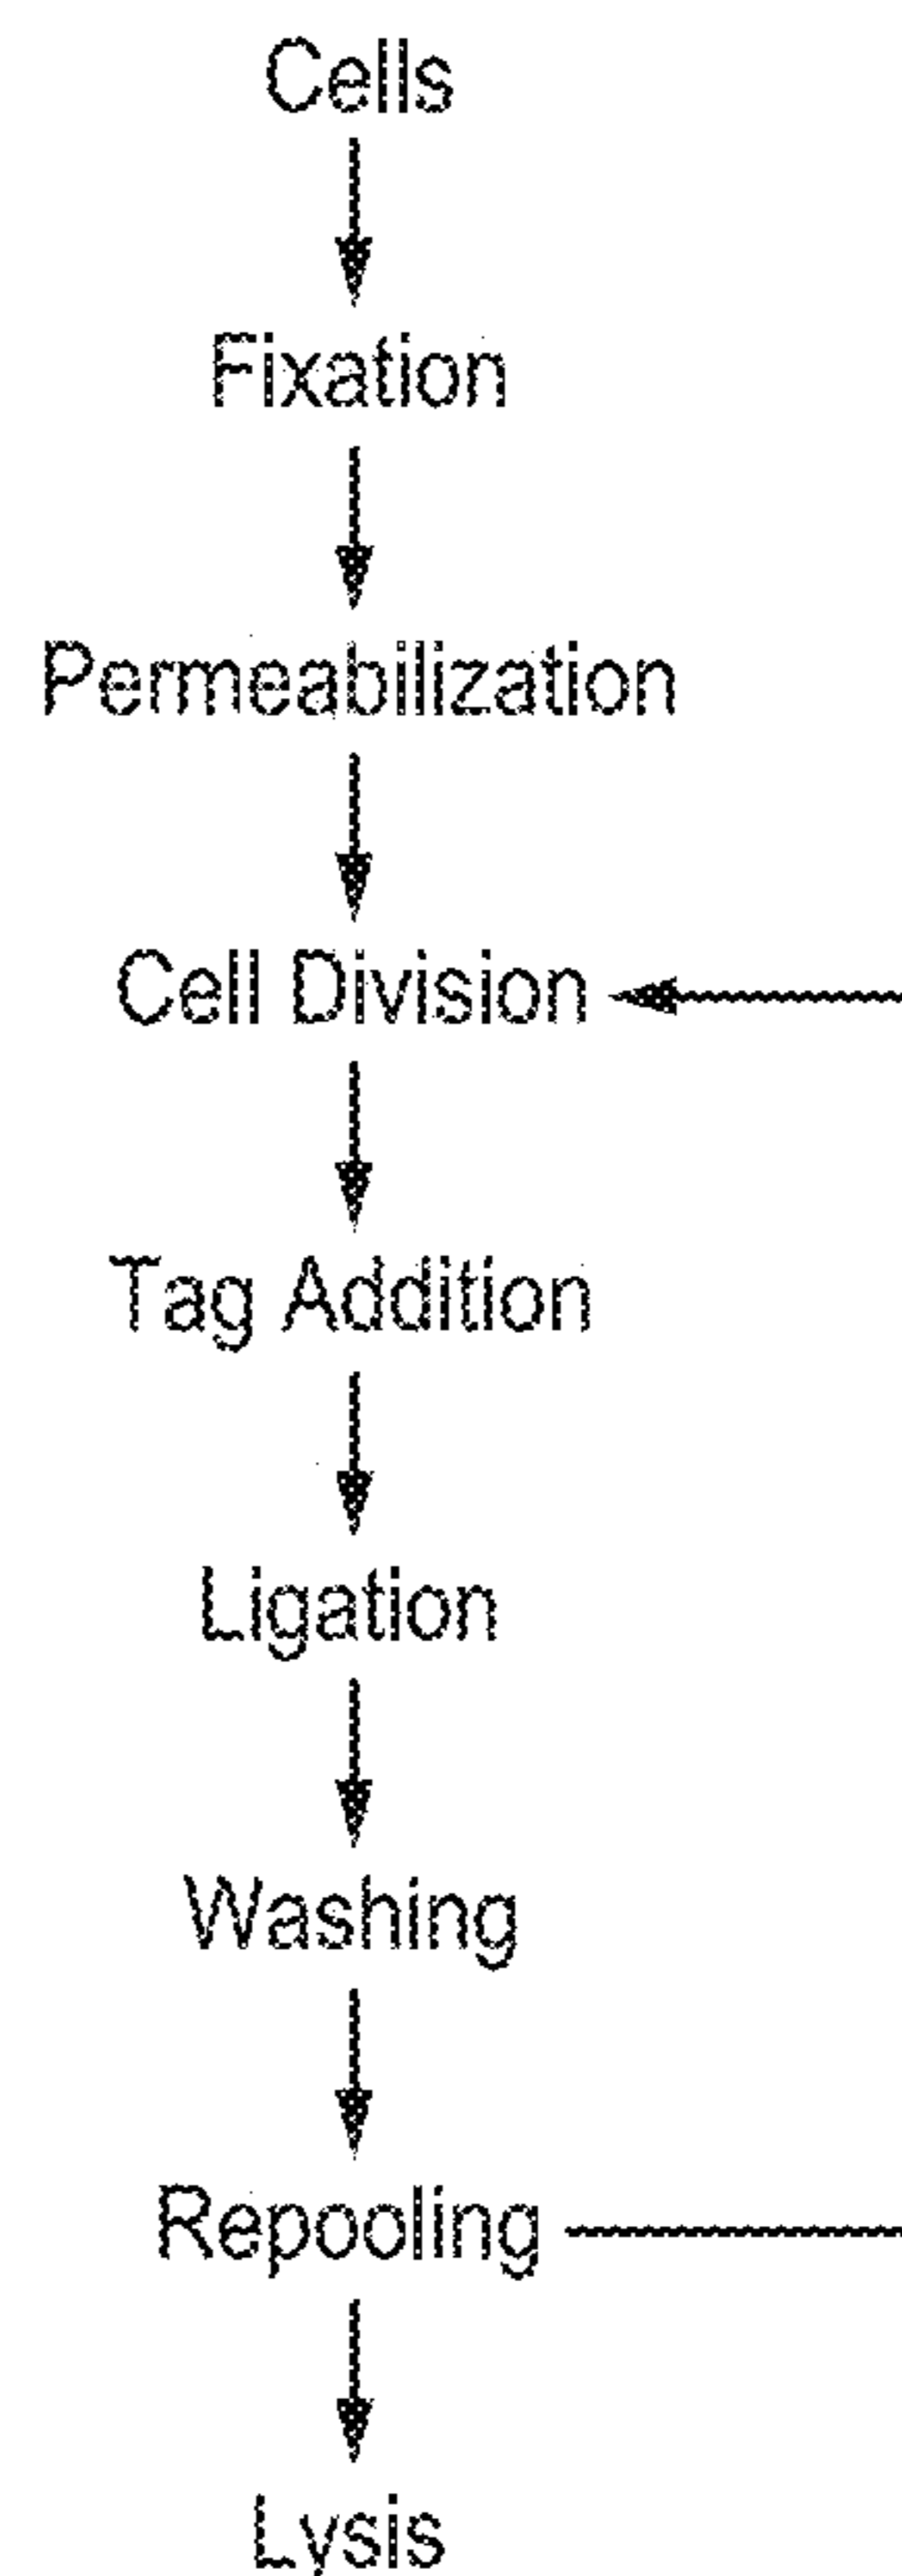 Cells
Fixation
Permeabilization
Cell Division
Tag Addition
Ligation
Washing
Repooling
Lysis